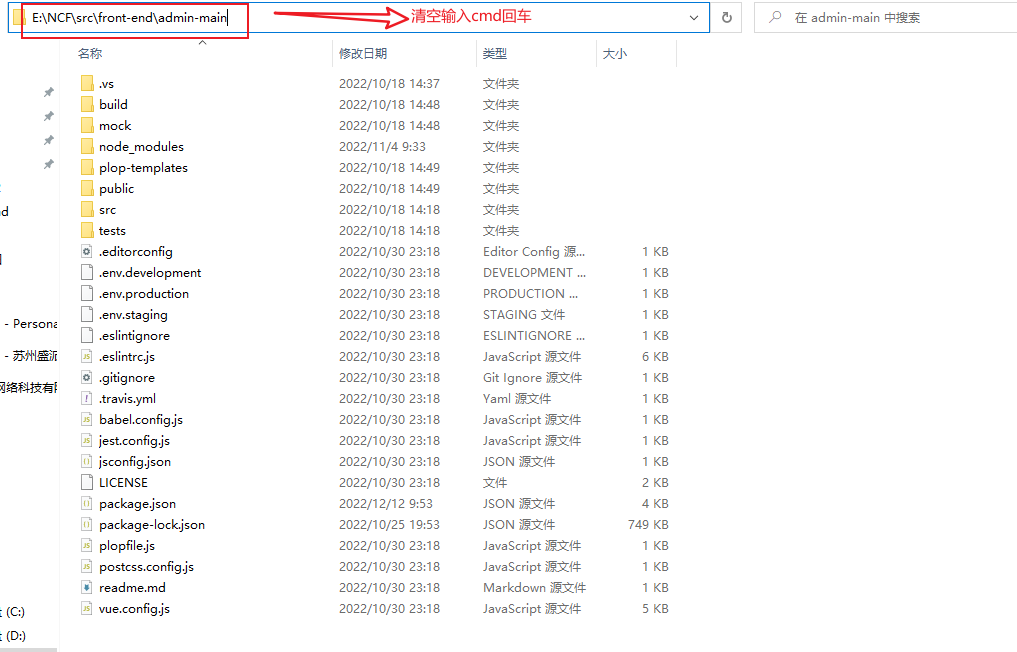 E:\NCF\src\front-end\admin-main 清空输入cmd回车 在 admin-main 中搜索
名称 修改日期 类型 大小
.vs 2022/10/18 14:37 文件夹
build 2022/10/18 14:48 文件夹
mock 2022/10/18 14:48 文件夹
node_modules 2022/11/4 9:33 文件夹
plop-templates 2022/10/18 14:49 文件夹
public 2022/10/18 14:49 文件夹
src 2022/10/18 14:18 文件夹
tests 2022/10/18 14:18 文件夹
.editorconfig 2022/10/30 23:18 Editor Config 源... 1 KB
.env.development 2022/10/30 23:18 DEVELOPMENT ... 1 KB
.env.production 2022/10/30 23:18 PRODUCTION ... 1 KB
.env.staging 2022/10/30 23:18 STAGING 文件 1 KB
.eslintignore 2022/10/30 23:18 ESLINTIGNORE ... 1 KB
.eslintrc.js 2022/10/30 23:18 JavaScript 源文件 6 KB
.gitignore 2022/10/30 23:18 Git Ignore 源文件 1 KB
.travis.yml 2022/10/30 23:18 Yaml 源文件 1 KB
babel.config.js 2022/10/30 23:18 JavaScript 源文件 1 KB
jest.config.js 2022/10/30 23:18 JavaScript 源文件 1 KB
jsconfig.json 2022/10/30 23:18 JSON 源文件 1 KB
LICENSE 2022/10/30 23:18 文件 2 KB
package.json 2022/12/12 9:53 JSON 源文件 4 KB
package-lock.json 2022/10/25 19:53 JSON 源文件 749 KB
plopfile.js 2022/10/30 23:18 JavaScript 源文件 1 KB
postcss.config.js 2022/10/30 23:18 JavaScript 源文件 1 KB
readme.md 2022/10/30 23:18 Markdown 源文件 1 KB
vue.config.js 2022/10/30 23:18 JavaScript 源文件 5 KB
- Persona
- 苏州盛派
网络科技有限
(C:)
(D:)